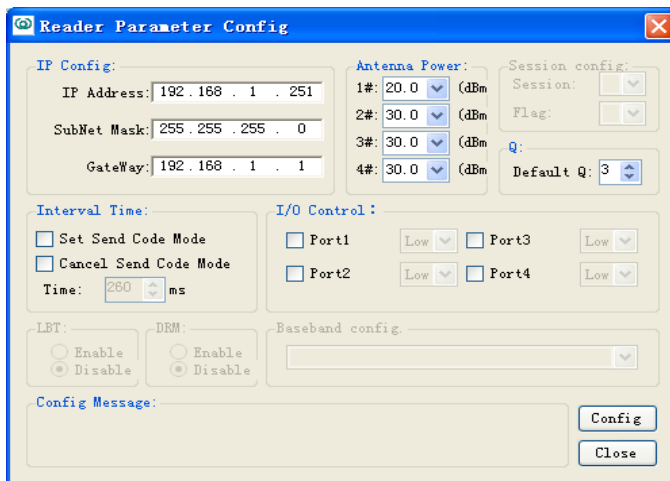 Reader Parameter Config
IP Config:
IP Address: 192.168 . 1 . 251
SubNet Mask: 255.255 .255 . 0
GateWay: 192.168 . 1 . 1
Antenna Power:
1#: 20.0 (dBm
2#: 30.0 (dBm
3#: 30.0 (dBm
4#: 30.0 (dBm
Session config:
Session:
Flag:
Q:
Default Q: 3
Interval Time:
Set Send Code Mode
Cancel Send Code Mode
Time: 260 ms
I/O Control:
Port1 Low Port3 Low
Port2 Low Port4 Low
LBT:
Enable
Disable
DRM:
Enable
Disable
Baseband config.
Config Message:
Config
Close